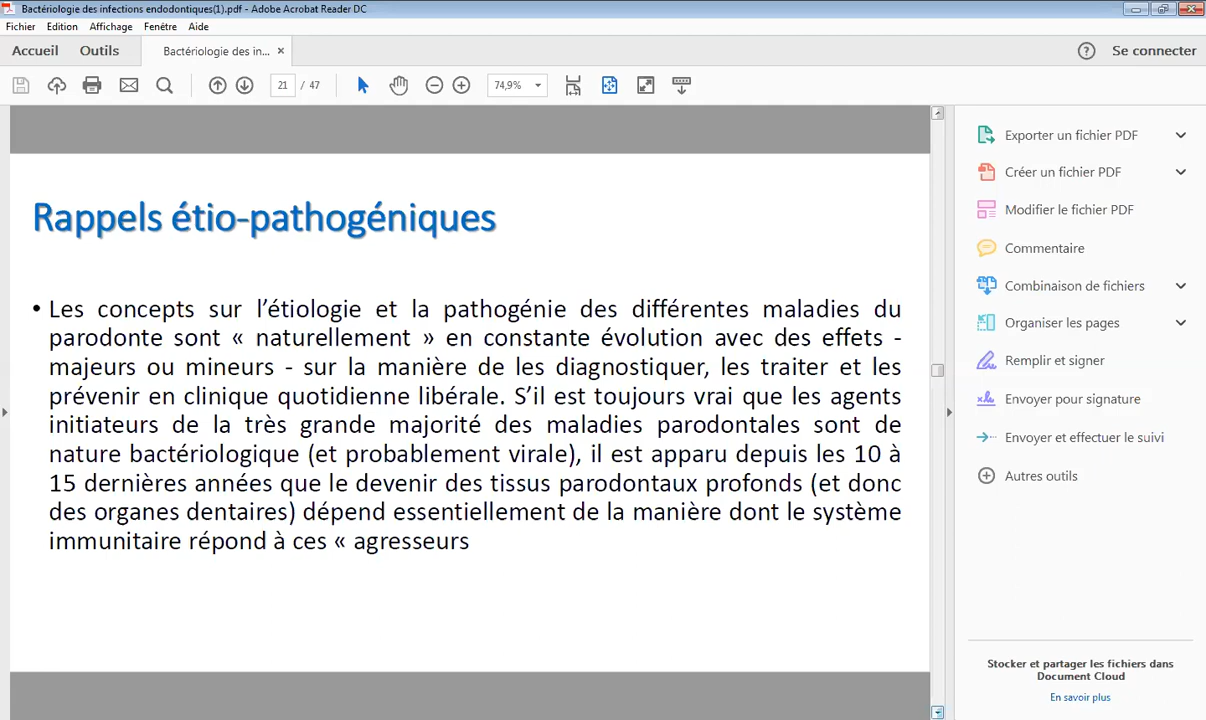 Bactériologie des infections endodontiques(1).pdf - Adobe Acrobat Reader DC
Fichier Edition Affichage Fenêtre Aide
Accueil Outils Bactériologie des in... × Se connecter
21 / 47 74,9%
Rappels étio-pathogéniques
• Les concepts sur l’étiologie et la pathogénie des différentes maladies du
parodonte sont « naturellement » en constante évolution avec des effets -
majeurs ou mineurs - sur la manière de les diagnostiquer, les traiter et les
prévenir en clinique quotidienne libérale. S’il est toujours vrai que les agents
initiateurs de la très grande majorité des maladies parodontales sont de
nature bactériologique (et probablement virale), il est apparu depuis les 10 à
15 dernières années que le devenir des tissus parodontaux profonds (et donc
des organes dentaires) dépend essentiellement de la manière dont le système
immunitaire répond à ces « agresseurs
Exporter un fichier PDF
Créer un fichier PDF
Modifier le fichier PDF
Commentaire
Combinaison de fichiers
Organiser les pages
Remplir et signer
Envoyer pour signature
Envoyer et effectuer le suivi
Autres outils
Stocker et partager les fichiers dans
Document Cloud
En savoir plus